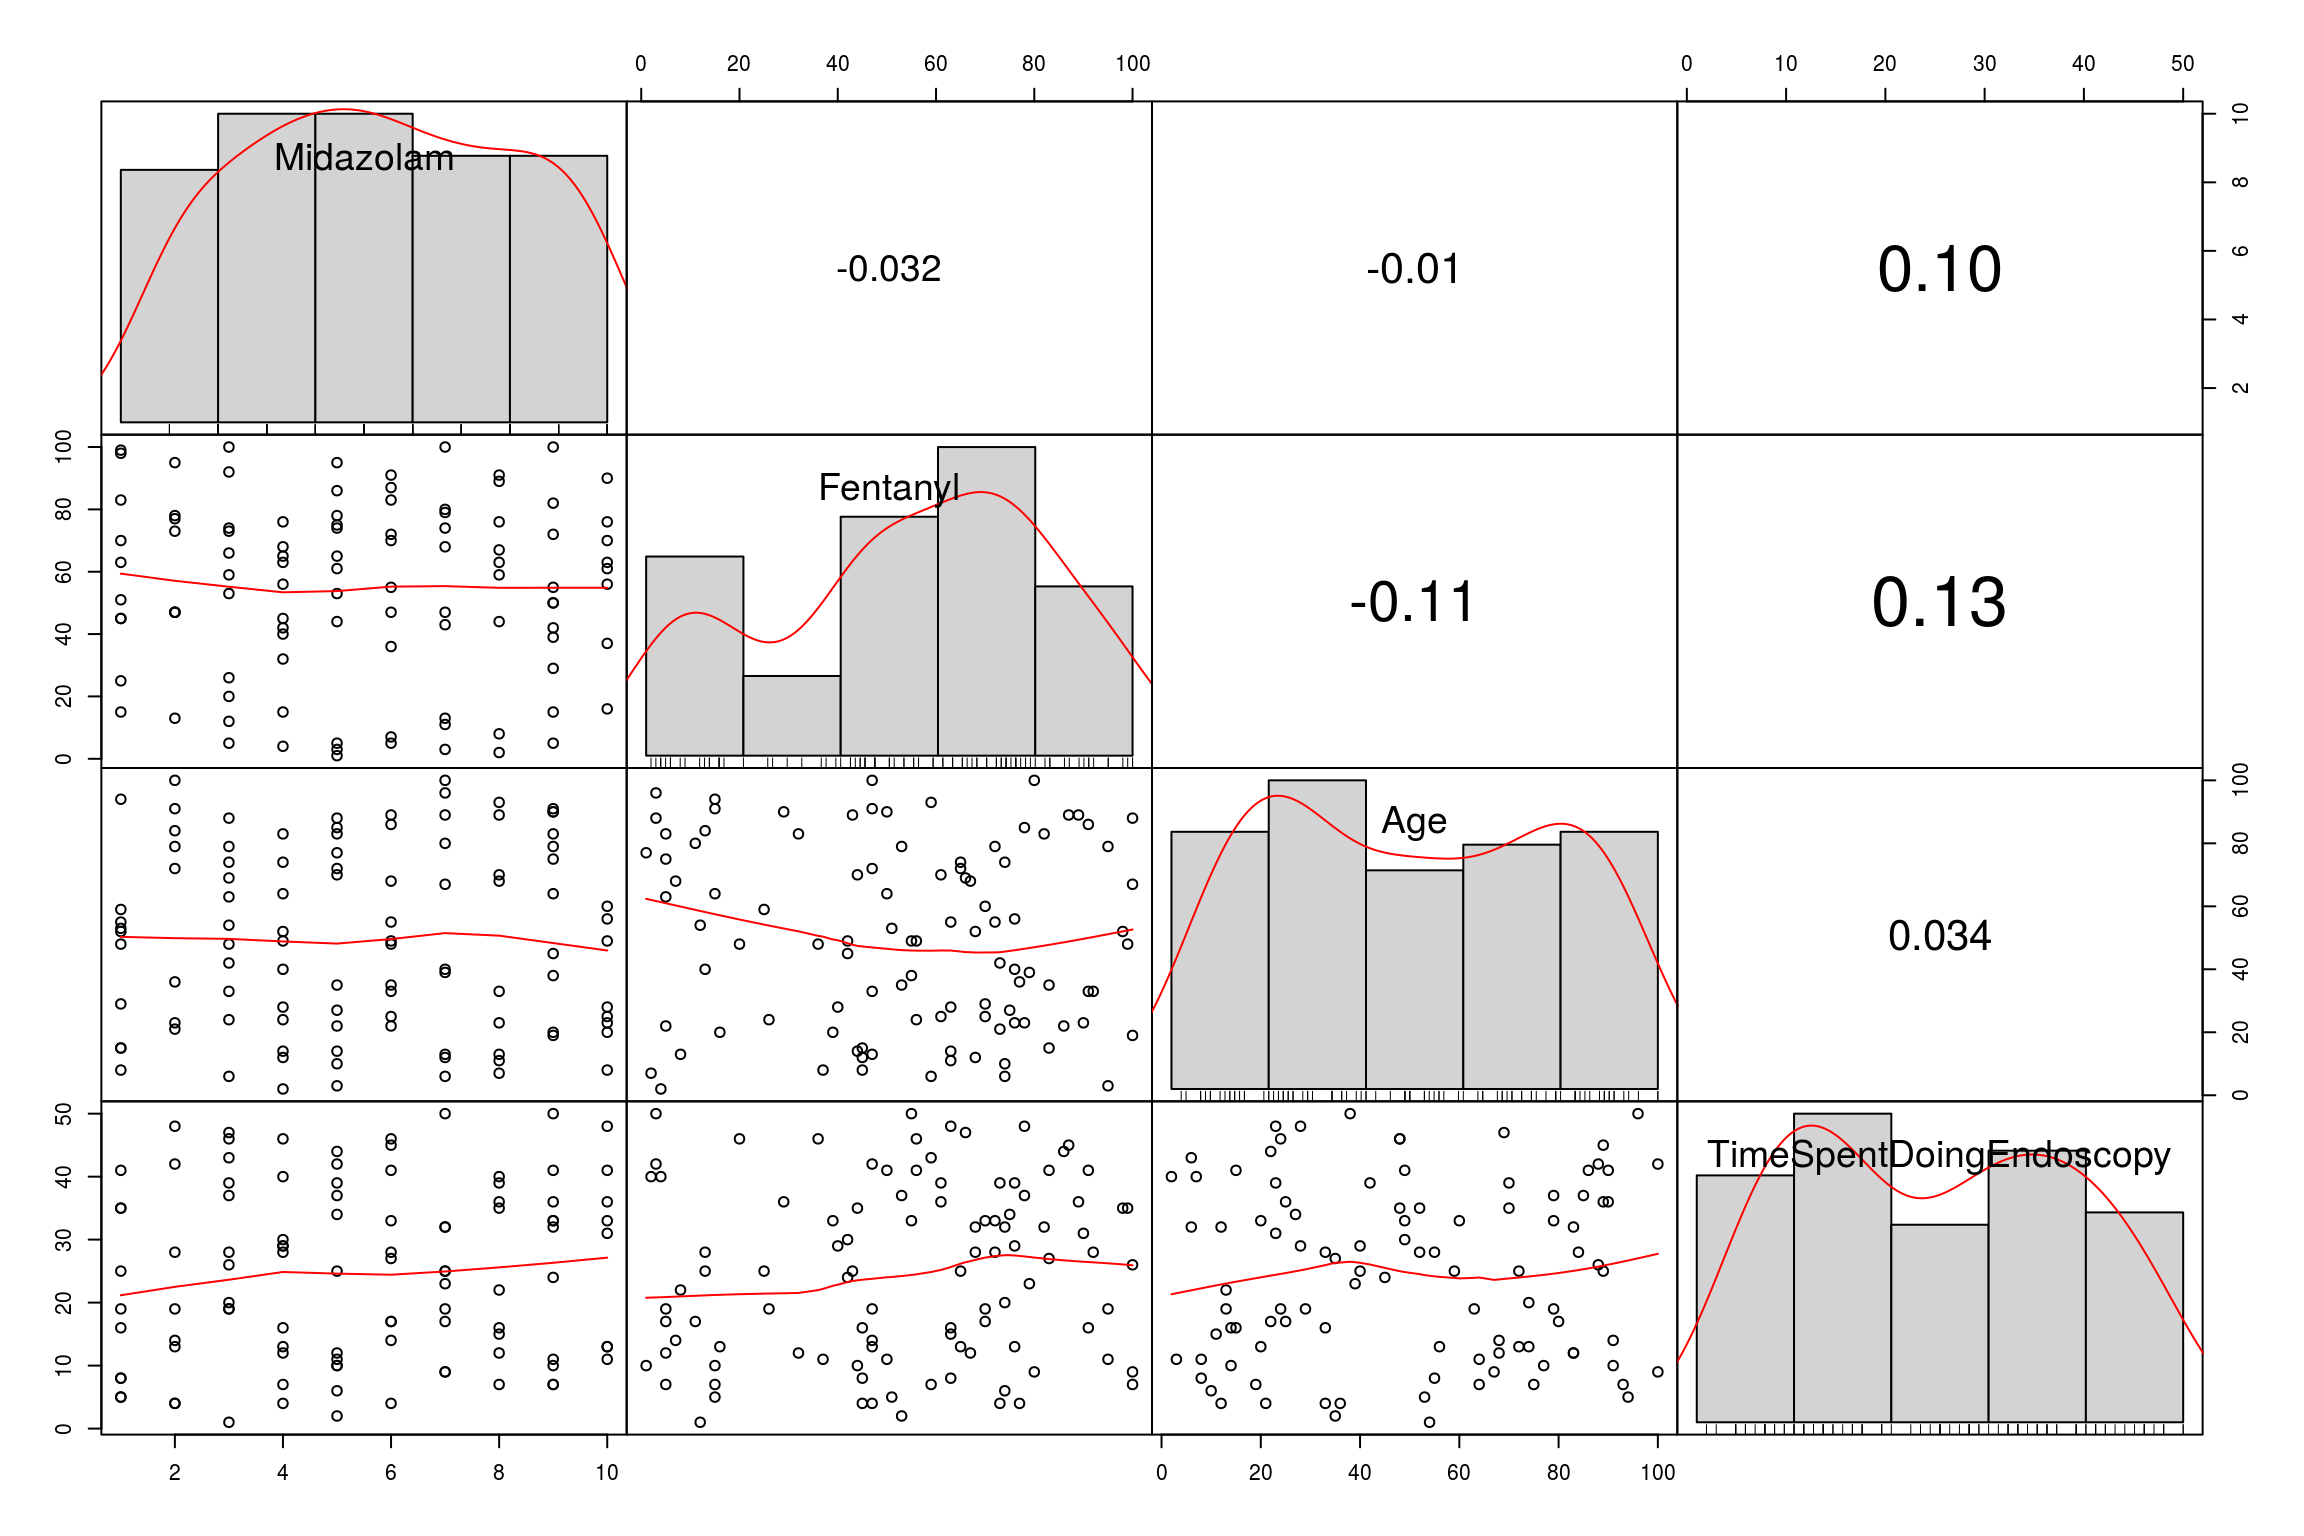 0 20 40 60 80 100 0 10 20 30 40 50
Midazolam -0.032 -0.01 0.10 2 4 6 8 10
0 20 40 60 80 100 Fentanyl -0.11 0.13
Age 0.034 0 20 40 60 80 100
0 10 20 30 40 50 TimeSpentDoingEndoscopy
2 4 6 8 10 0 20 40 60 80 100